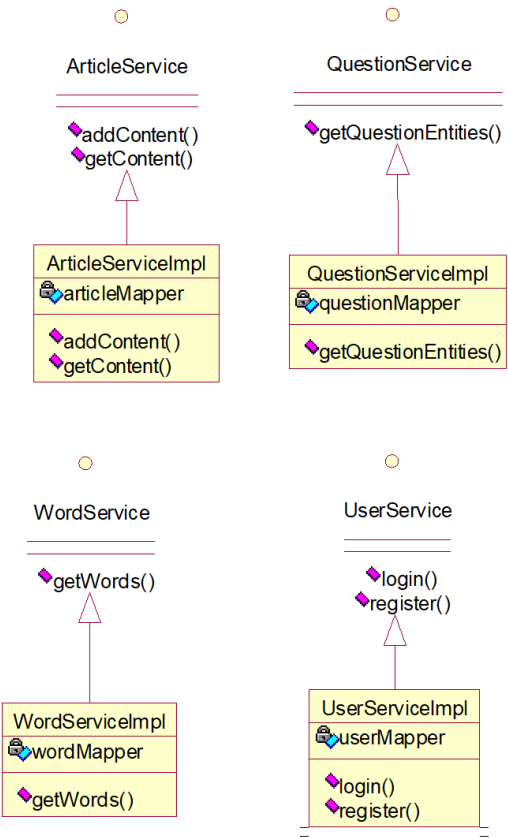 ArticleService
addContent()
getContent()
ArticleServiceImpl
articleMapper
addContent()
getContent()
QuestionService
getQuestionEntities()
QuestionServiceImpl
questionMapper
getQuestionEntities()
WordService
getWords()
WordServiceImpl
wordMapper
getWords()
UserService
login()
register()
UserServiceImpl
userMapper
login()
register()